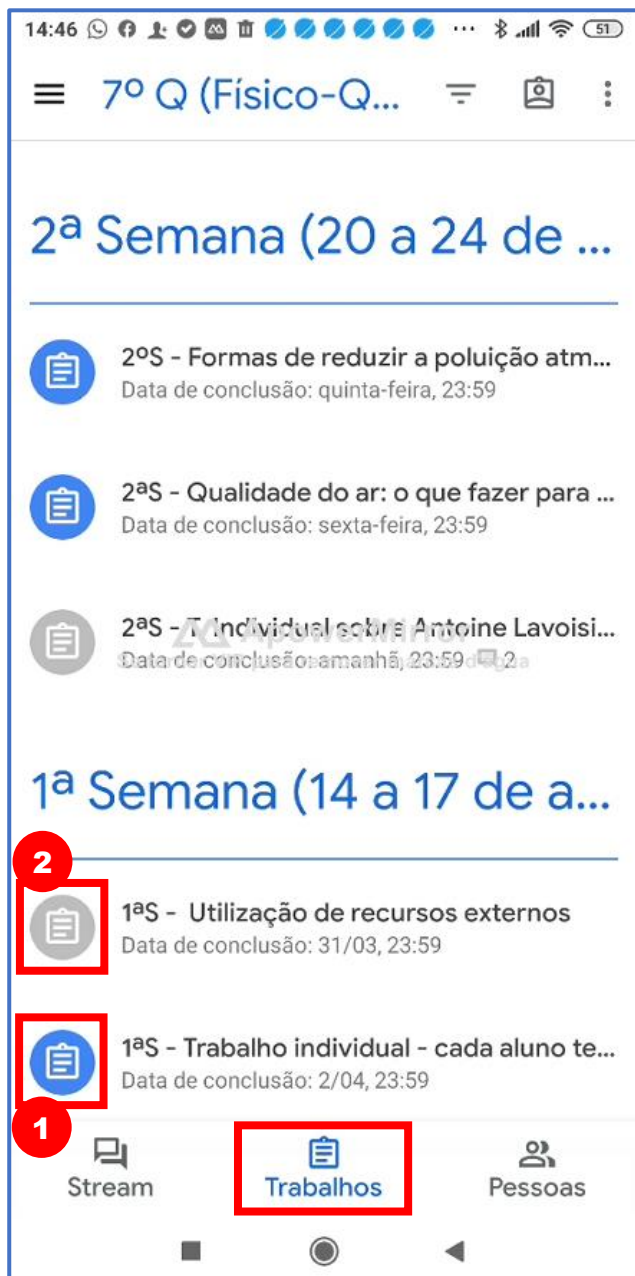 14:46 ... 51
7º Q (Físico-Q...
2ª Semana (20 a 24 de ...
2ºS - Formas de reduzir a poluição atm...
Data de conclusão: quinta-feira, 23:59
2ªS - Qualidade do ar: o que fazer para ...
Data de conclusão: sexta-feira, 23:59
2ªS - T. Individual sobre Antoine Lavoisi...
ApowerMirror
Data de conclusão: amanhã, 23:59 2
1ª Semana (14 a 17 de a...
2
1ªS - Utilização de recursos externos
Data de conclusão: 31/03, 23:59
1ªS - Trabalho individual - cada aluno te...
Data de conclusão: 2/04, 23:59
1
Stream
Trabalhos
Pessoas